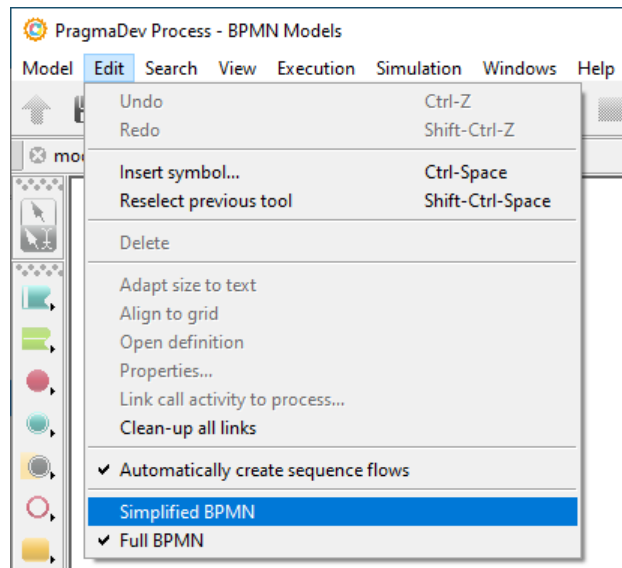 PragmaDev Process - BPMN Models
Model Edit Search View Execution Simulation Windows Help
Undo Ctrl-Z
Redo Shift-Ctrl-Z
mo
Insert symbol... Ctrl-Space
Reselect previous tool Shift-Ctrl-Space
Delete
Adapt size to text
Align to grid
Open definition
Properties...
Link call activity to process...
Clean-up all links
Automatically create sequence flows
Simplified BPMN
Full BPMN